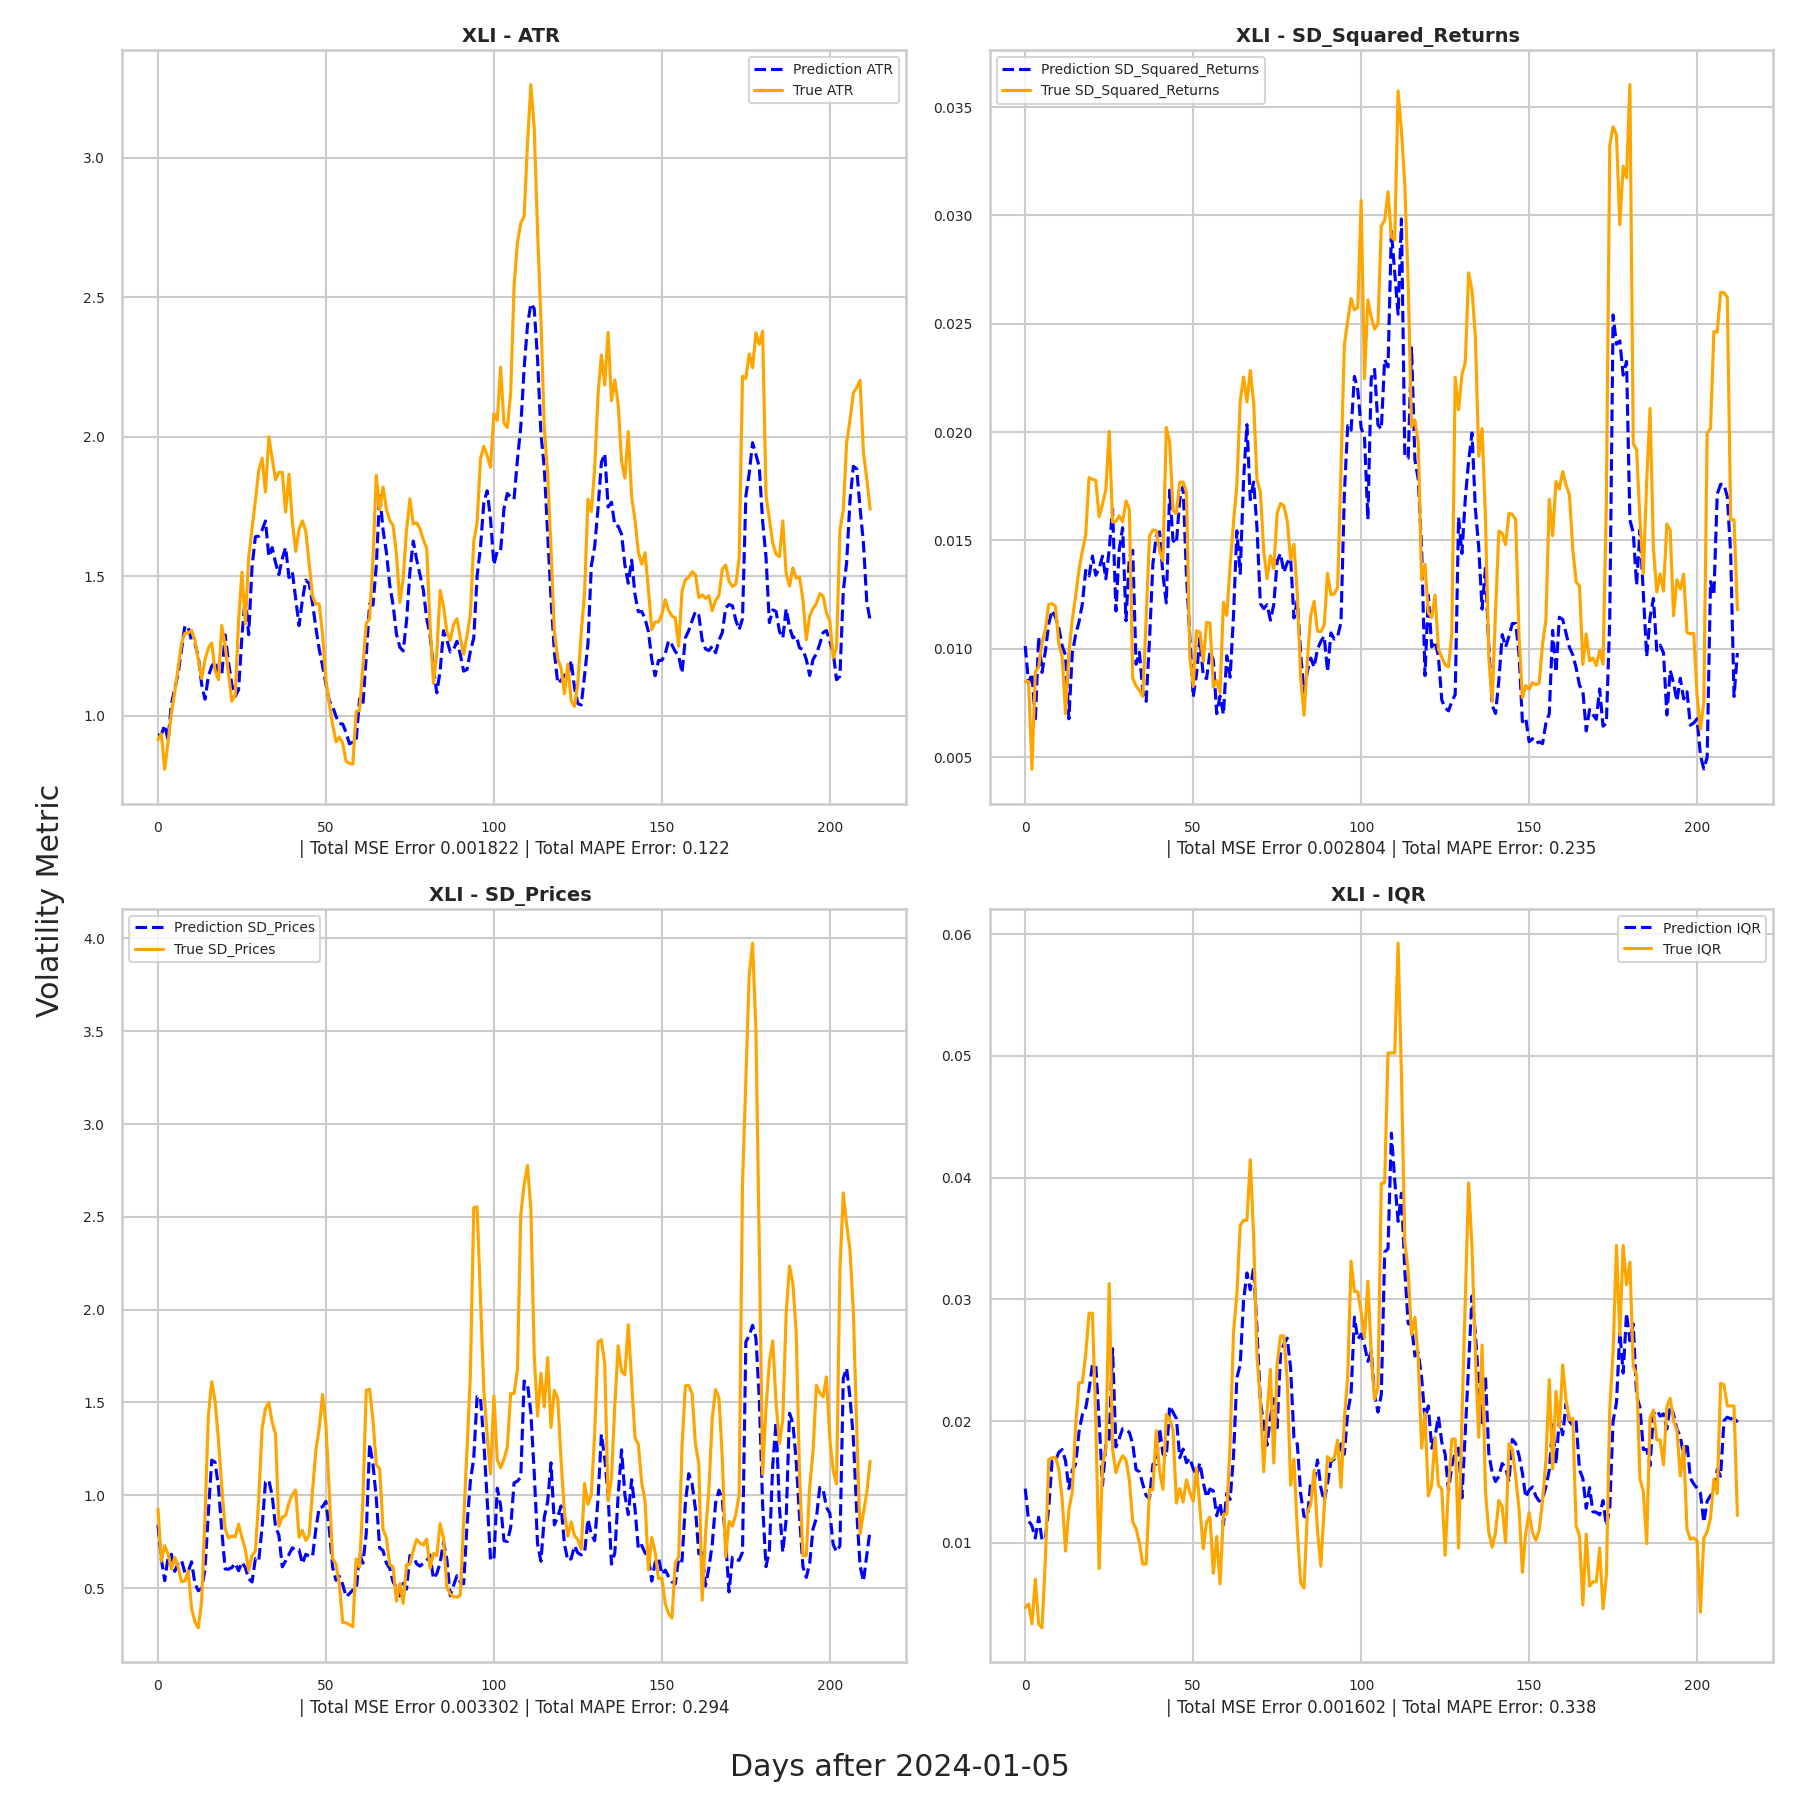 XLI - ATR
Prediction ATR
True ATR
3.0
2.5
2.0
1.5
1.0
0
50
100
150
200
| Total MSE Error 0.001822 | Total MAPE Error: 0.122
XLI - SD_Squared_Returns
Prediction SD_Squared_Returns
True SD_Squared_Returns
0.035
0.030
0.025
0.020
0.015
0.010
0.005
0
50
100
150
200
| Total MSE Error 0.002804 | Total MAPE Error: 0.235
Volatility Metric
XLI - SD_Prices
Prediction SD_Prices
True SD_Prices
4.0
3.5
3.0
2.5
2.0
1.5
1.0
0.5
0
50
100
150
200
| Total MSE Error 0.003302 | Total MAPE Error: 0.294
XLI - IQR
Prediction IQR
True IQR
0.06
0.05
0.04
0.03
0.02
0.01
0
50
100
150
200
| Total MSE Error 0.001602 | Total MAPE Error: 0.338
Days after 2024-01-05